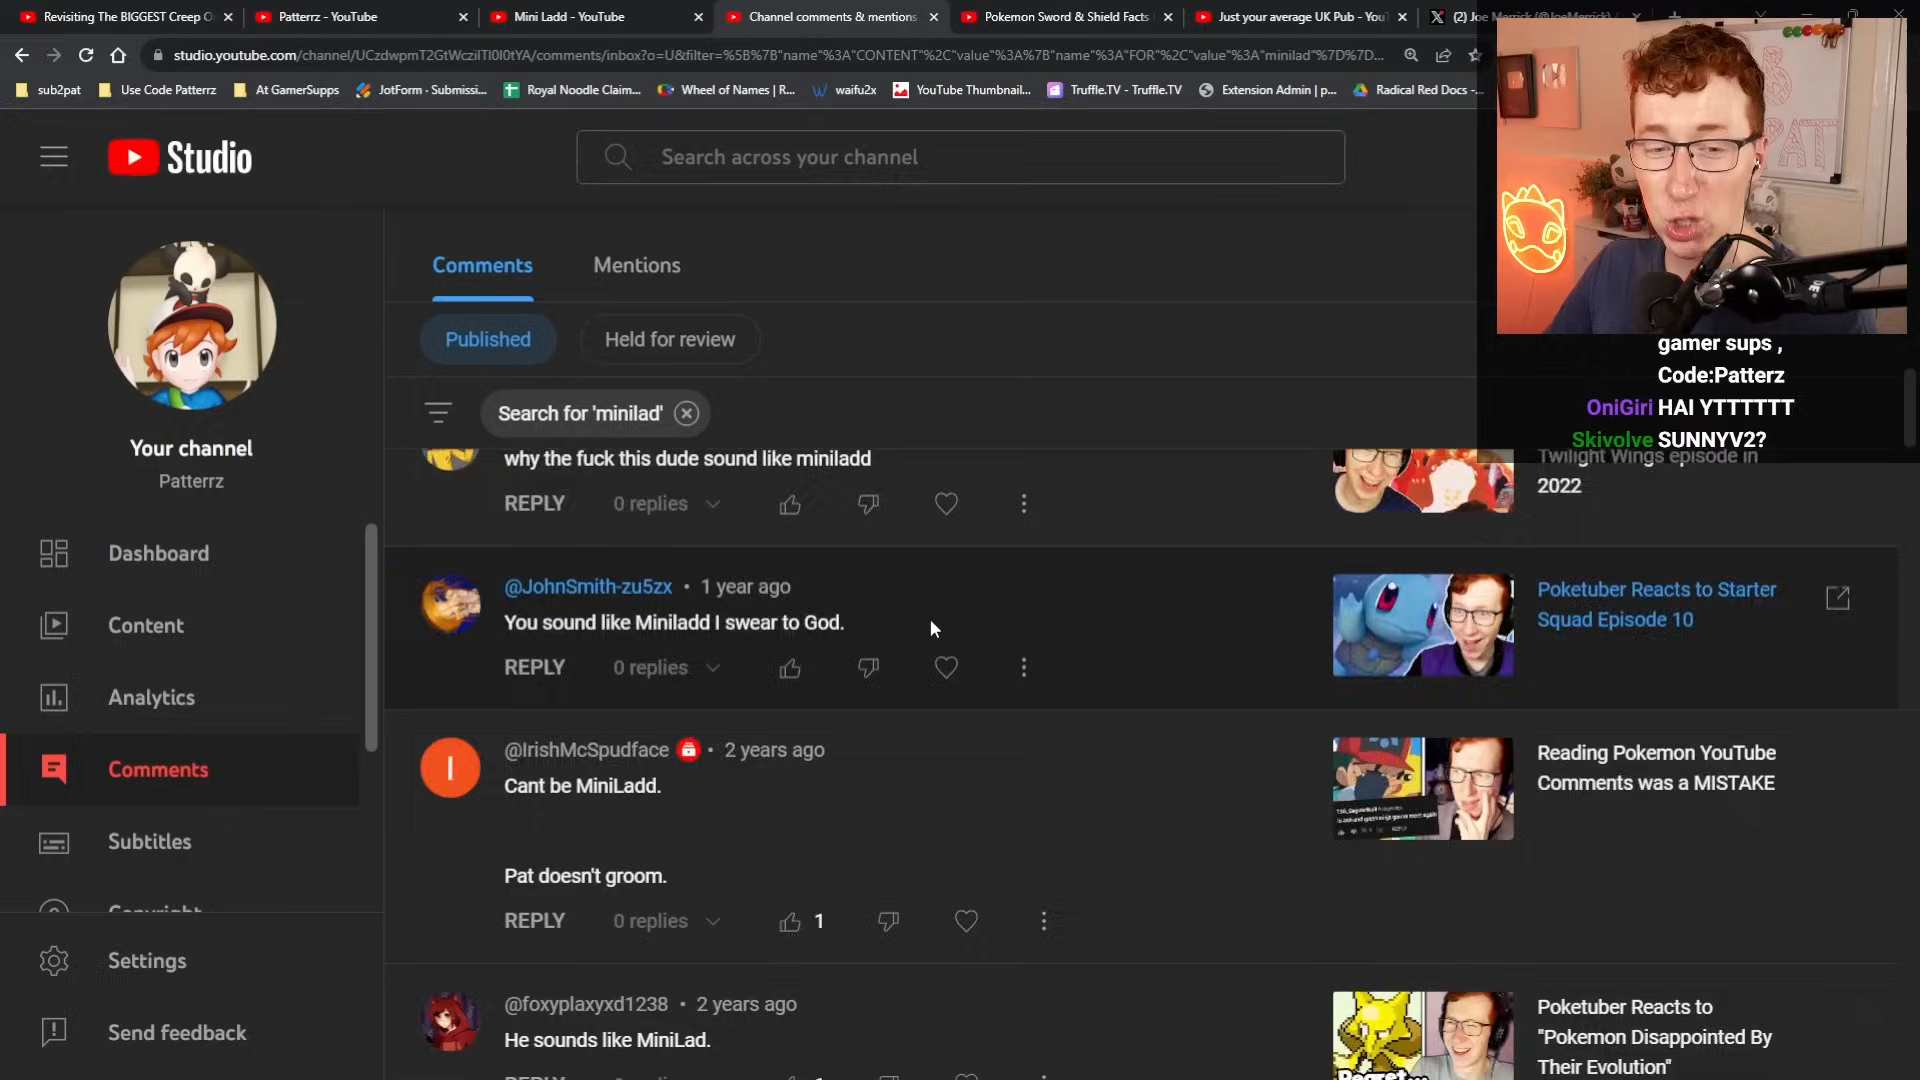 Revisiting The BIGGEST Creep O
Patterrz - YouTube
Mini Ladd - YouTube
Channel comments & mentions
Pokemon Sword & Shield Facts
Just your average UK Pub - You
(2) Joe Merrick (@JoeMerrick) /
studio.youtube.com/channel/UCzdwpmT2GtWcziITl0I0tYA/comments/inbox?o=U&filter=%5B%7B"name"%3A"CONTENT"%2C"value"%3A%7B"name"%3A"FOR"%2C"value"%3A"minilad"%7D%7D...
sub2pat
Use Code Patterrz
At GamerSupps
JotForm · Submissi...
Royal Noodle Claim...
Wheel of Names | R...
waifu2x
YouTube Thumbnail...
Truffle.TV - Truffle.TV
Extension Admin | p...
Radical Red Docs -...
Studio
Search across your channel
Your channel
Patterrz
Dashboard
Content
Analytics
Comments
Subtitles
Copyright
Settings
Send feedback
Comments
Mentions
Published
Held for review
Search for 'minilad'
why the fuck this dude sound like miniladd
REPLY
0 replies
Twilight Wings episode in
2022
@JohnSmith-zu5zx • 1 year ago
You sound like Miniladd I swear to God.
REPLY
0 replies
Poketuber Reacts to Starter
Squad Episode 10
@IrishMcSpudface • 2 years ago
Cant be MiniLadd.
Pat doesn't groom.
REPLY
0 replies
1
Reading Pokemon YouTube
Comments was a MISTAKE
@foxyplaxyxd1238 • 2 years ago
He sounds like MiniLad.
Poketuber Reacts to
"Pokemon Disappointed By
Their Evolution"
gamer sups ,
Code:Patterz
OniGiri HAI YTTTTTT
Skivolve SUNNYV2?
PAT